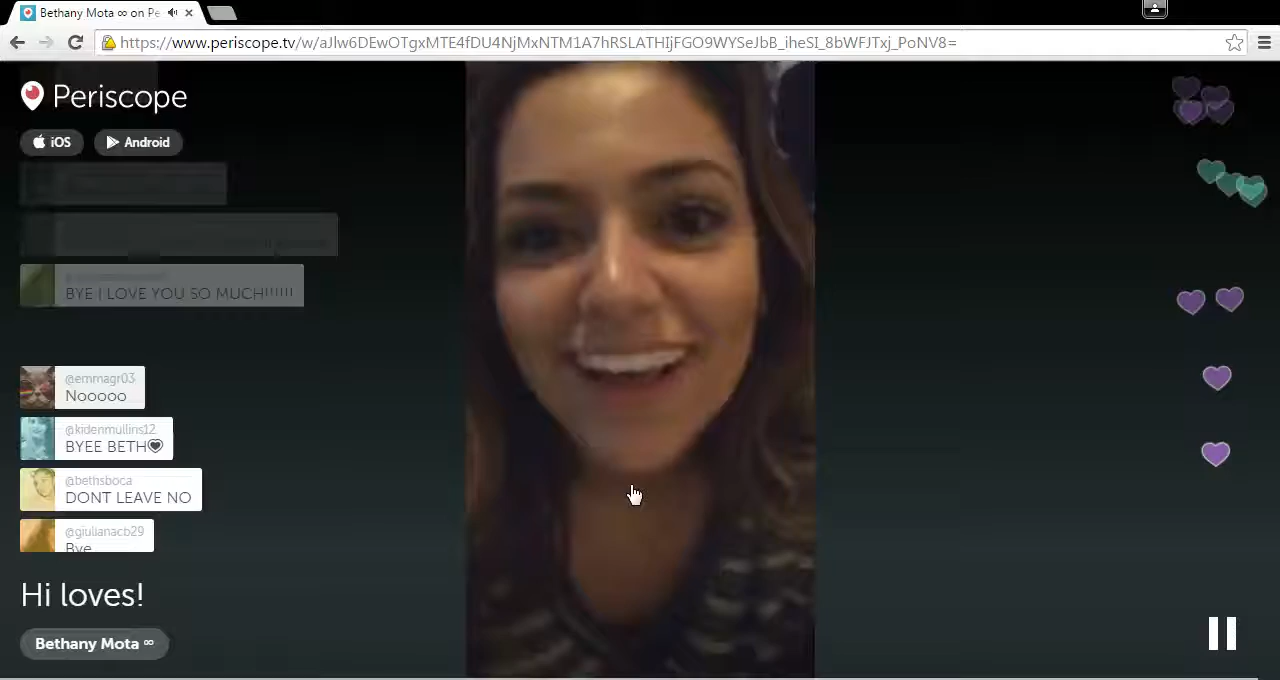 Bethany Mota ∞ on Pe
https://www.periscope.tv/w/aJlw6DEwOTgxMTE4fDU4NjMxNTM1A7hRSLATHIjFGO9WYSeJbB_iheSI_8bWFJTxj_PoNV8=
Periscope
iOS
Android
BYE I LOVE YOU SO MUCH!!!!!!
@emmagr03
Nooooo
@kidenmullins12
BYEE BETH🖤
@bethsboca
DONT LEAVE NO
@giulianacb29
Bye
Hi loves!
Bethany Mota ∞